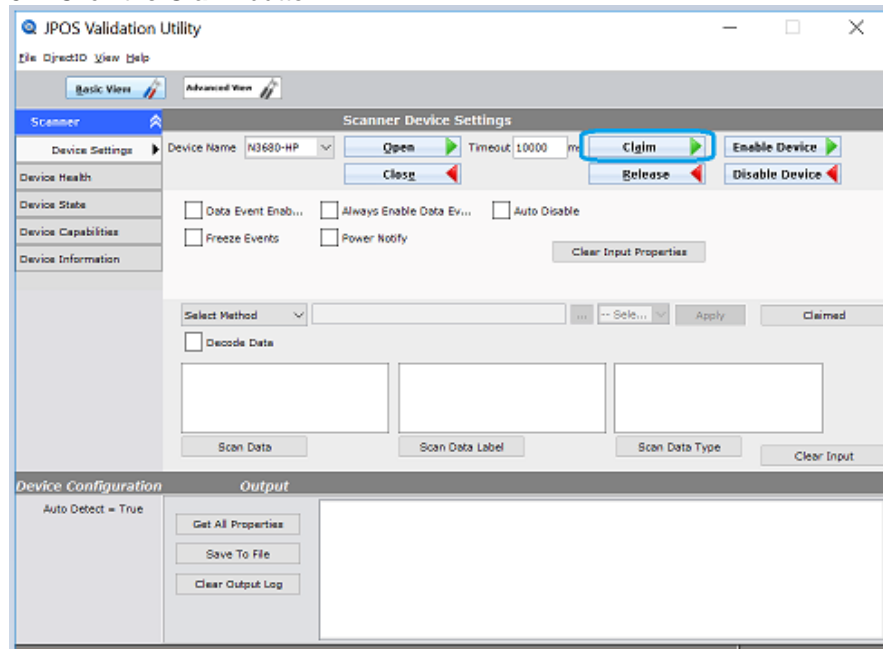 JPOS Validation Utility
File DirectIO View Help
Basic View Advanced View
Scanner
Scanner Device Settings
Device Settings
Device Name N3680-HP Open Timeout 10000 Claim Enable Device
Close Release Disable Device
Device Health
Device State
Device Capabilities
Device Information
Data Event Enab... Always Enable Data Ev... Auto Disable
Freeze Events Power Notify
Clear Input Properties
Select Method ... -- Sele... Apply Claimed
Decode Data
Scan Data Scan Data Label Scan Data Type Clear Input
Device Configuration Output
Auto Detect = True
Get All Properties
Save To File
Clear Output Log